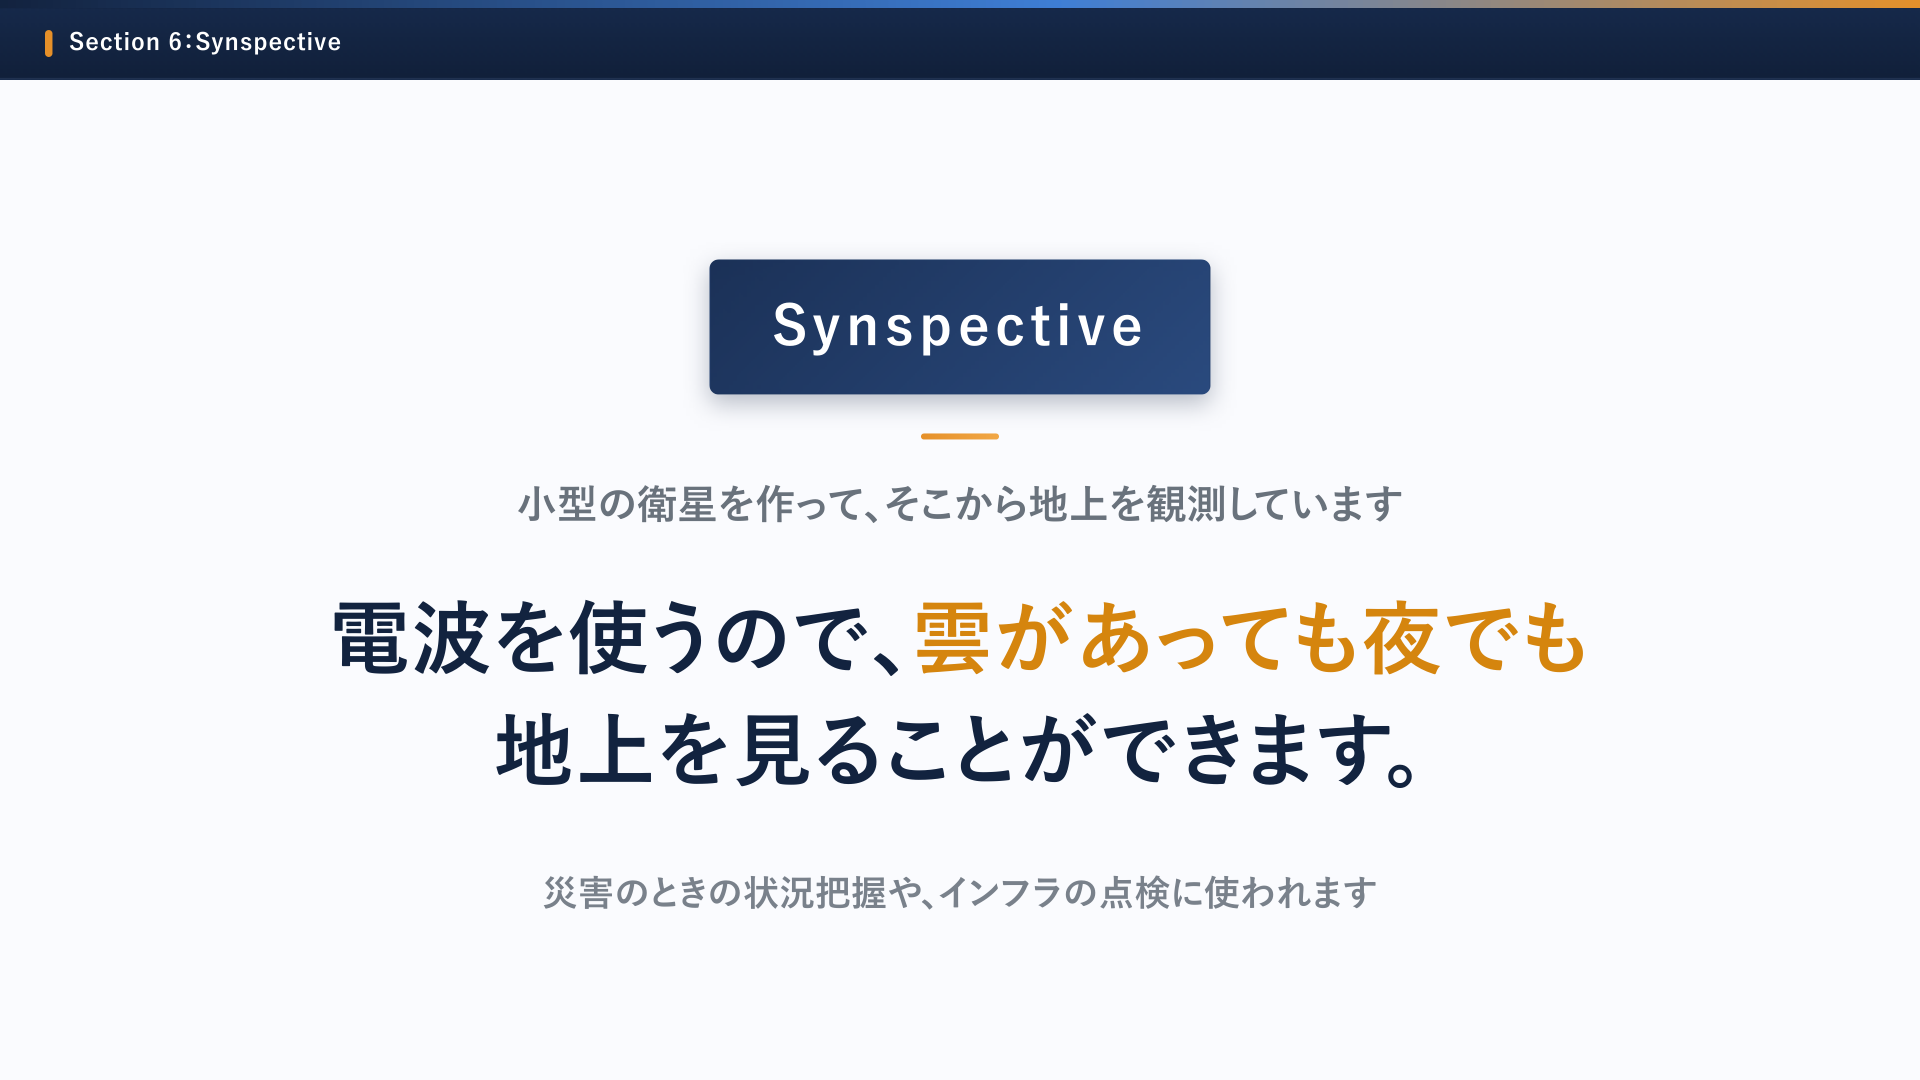 Section 6：Synspective
Synspective
小型の衛星を作って、そこから地上を観測しています
電波を使うので、雲があっても夜でも
地上を見ることができます。
災害のときの状況把握や、インフラの点検に使われます